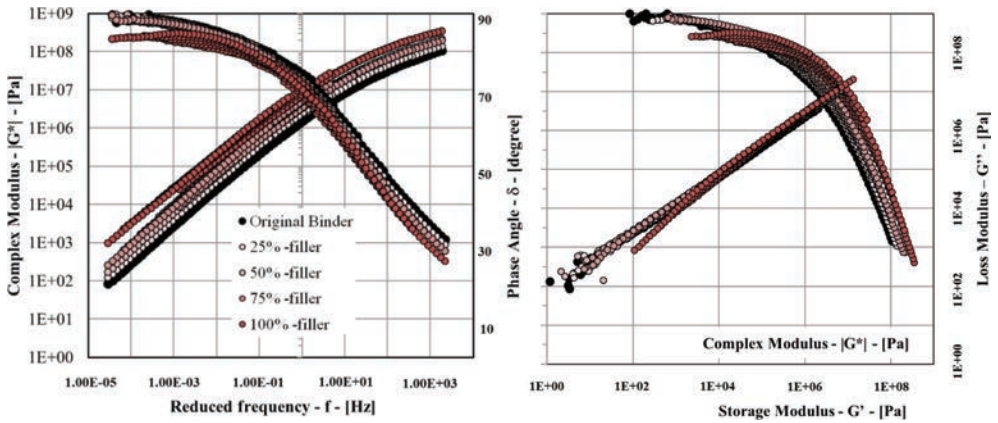 Complex Modulus - |G*| - [Pa]
1E+09
1E+08
1E+07
1E+06
1E+05
1E+04
1E+03
1E+02
1E+01
1E+00
Original Binder
25% -filler
50% -filler
75% -filler
100% -filler
90
70
50
30
10
Phase Angle - δ - [degree]
1.00E-05 1.00E-03 1.00E-01 1.00E+01 1.00E+03
Reduced frequency - f - [Hz]
1E+08
1E+06
1E+04
1E+02
1E+00
Loss Modulus – G’’ - [Pa]
Complex Modulus - |G*| - [Pa]
1E+00 1E+02 1E+04 1E+06 1E+08
Storage Modulus - G’ - [Pa]